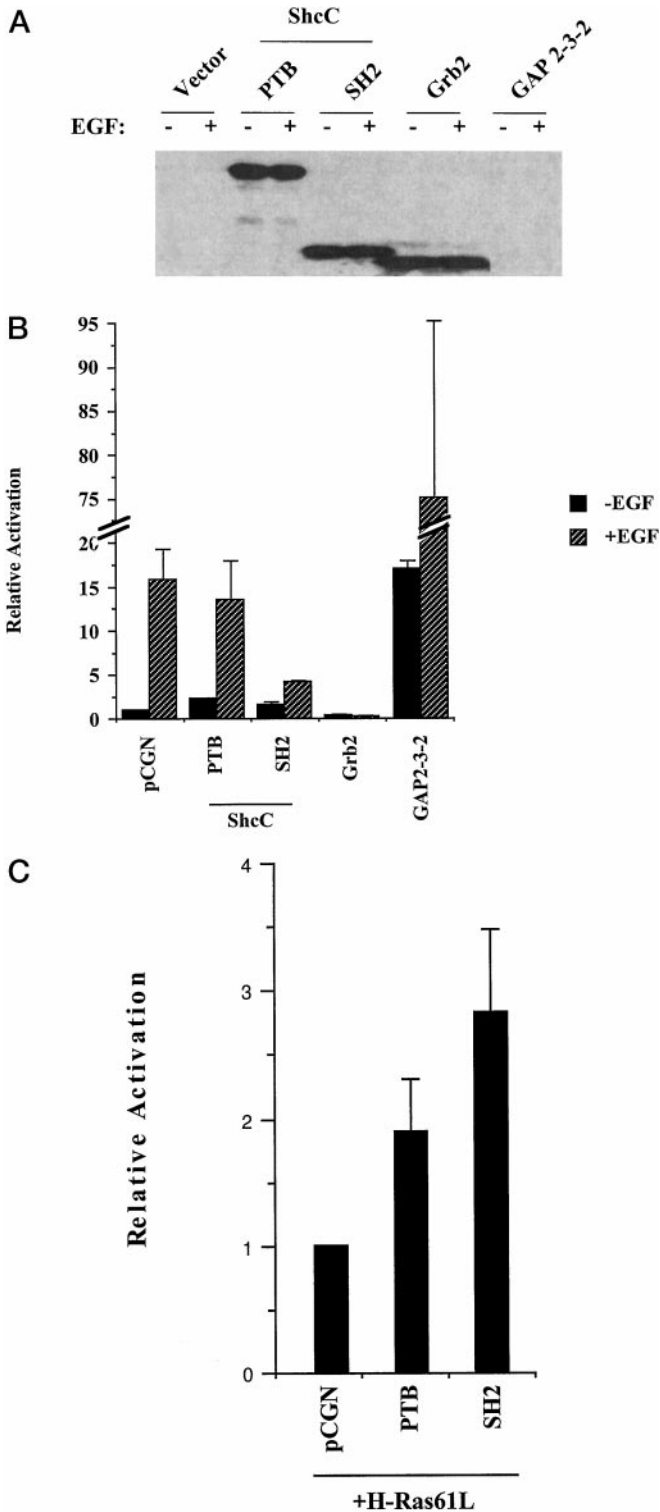 A
ShcC
Vector
PTB
SH2
Grb2
GAP 2-3-2
EGF: - + - + - + - + - +
B
Relative Activation
95
90
85
80
75
20
15
10
5
0
-EGF
+EGF
pCGN
PTB
SH2
Grb2
GAP2-3-2
ShcC
C
Relative Activation
4
3
2
1
0
pCGN
PTB
SH2
+H-Ras61L